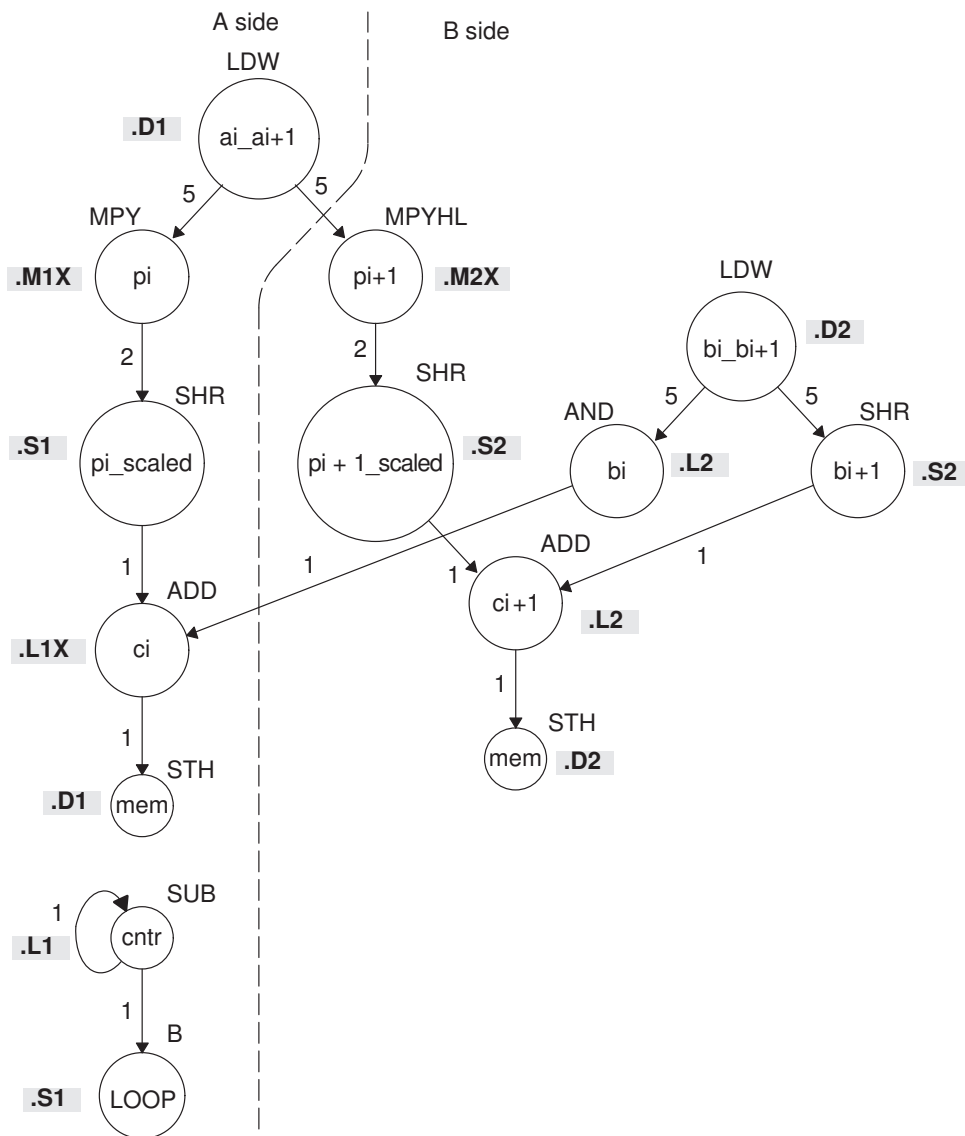 A side
B side
LDW
.D1
ai_ai+1
5
5
MPY
MPYHL
.M1X
pi
pi+1
.M2X
LDW
.D2
bi_bi+1
2
2
SHR
SHR
5
5
AND
SHR
.S1
pi_scaled
pi + 1_scaled
.S2
bi
.L2
bi+1
.S2
1
1
1
1
ADD
ADD
.L1X
ci
ci+1
.L2
1
1
STH
STH
.D1
mem
mem
.D2
SUB
1
.L1
cntr
1
B
.S1
LOOP